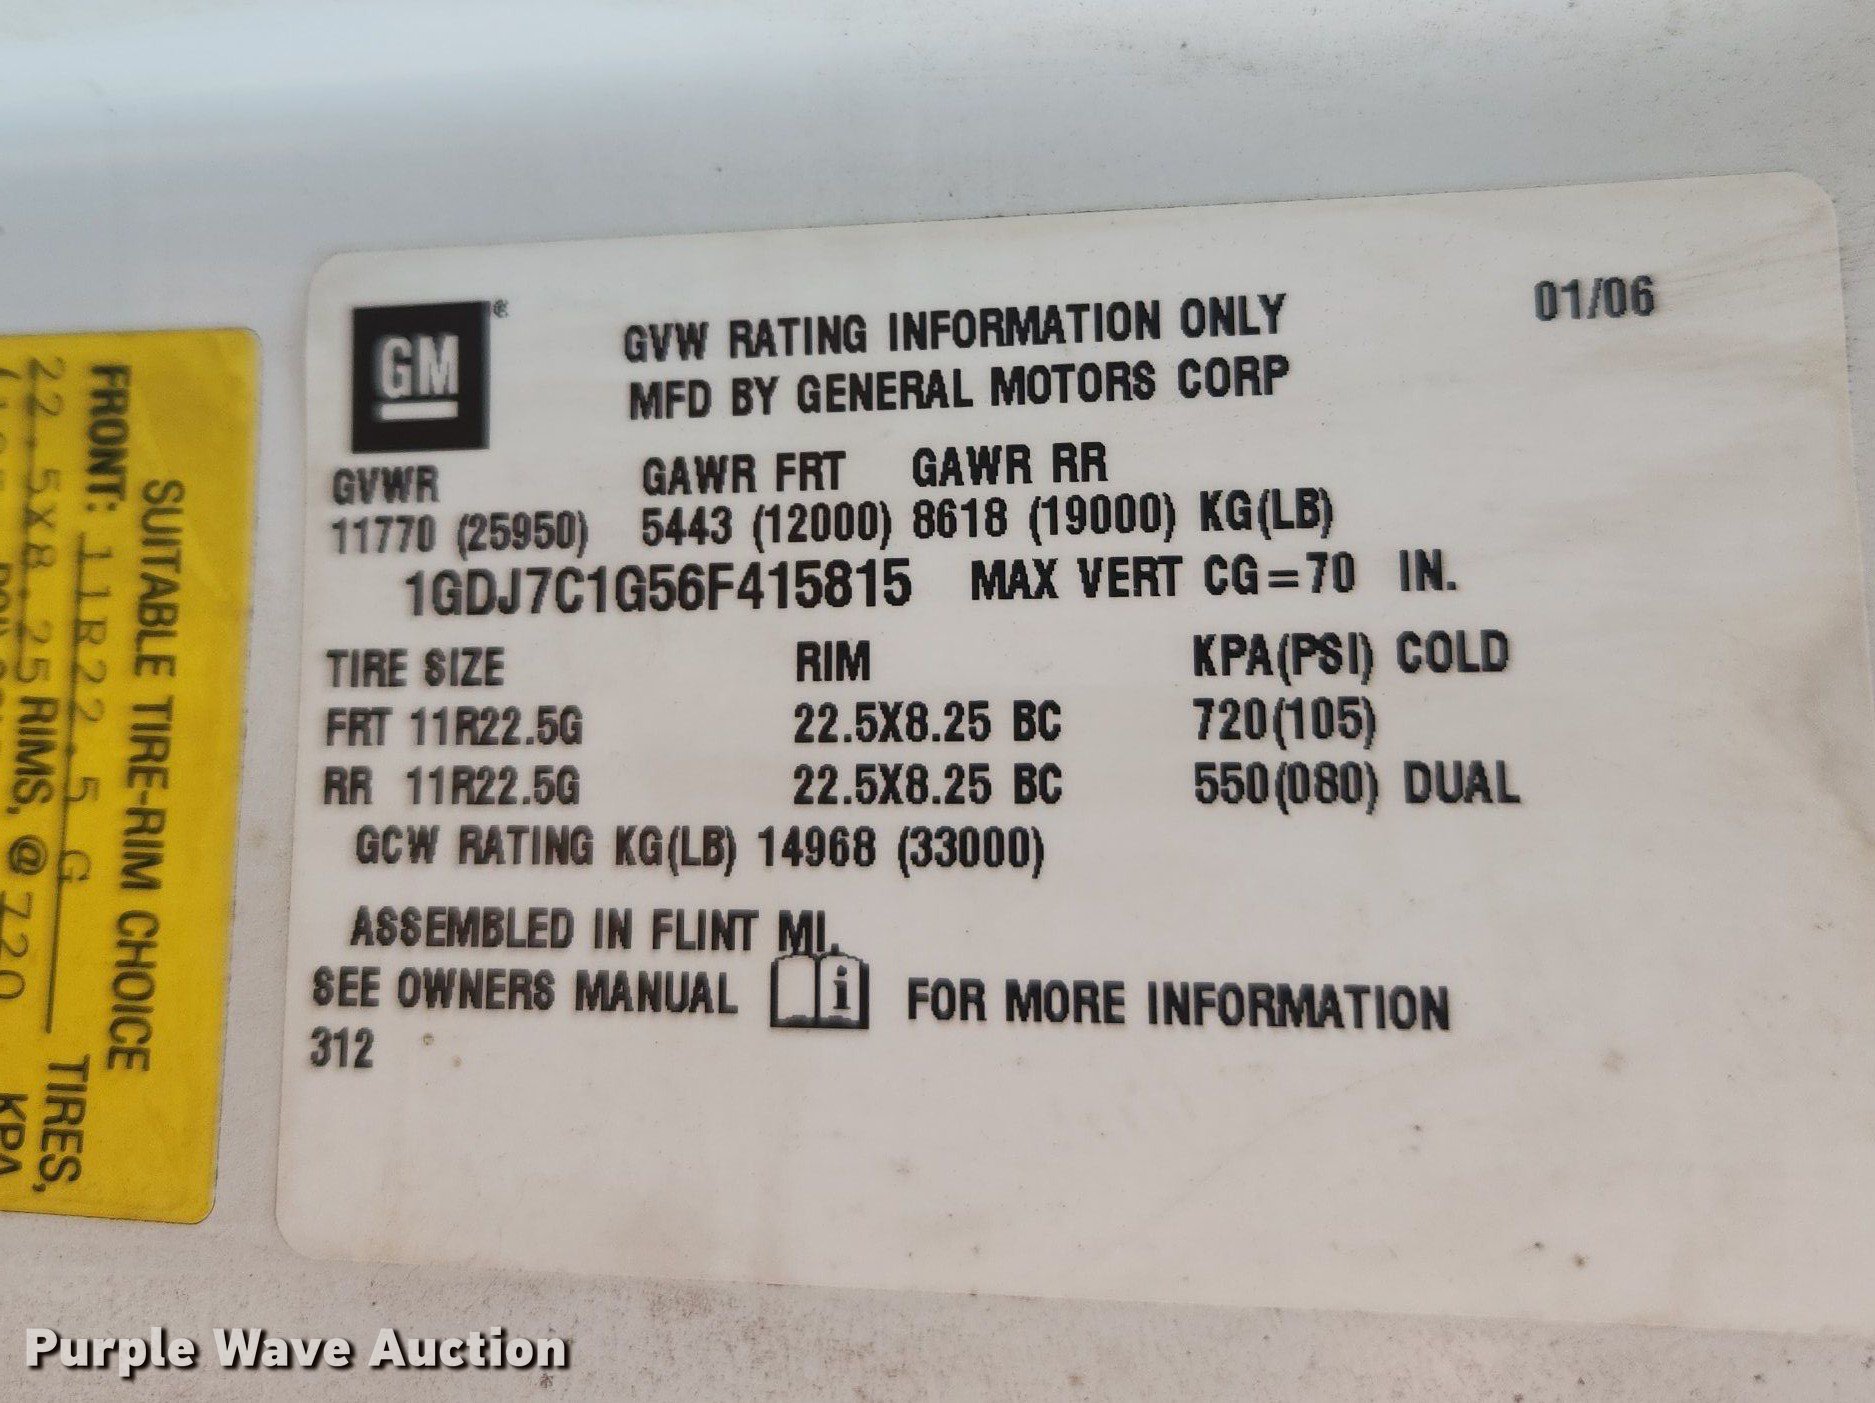 GM®
GVW RATING INFORMATION ONLY
01/06
MFD BY GENERAL MOTORS CORP
GVWR GAWR FRT GAWR RR
11770 (25950) 5443 (12000) 8618 (19000) KG(LB)
1GDJ7C1G56F415815 MAX VERT CG=70 IN.
TIRE SIZE RIM KPA(PSI) COLD
FRT 11R22.5G 22.5X8.25 BC 720(105)
RR 11R22.5G 22.5X8.25 BC 550(080) DUAL
GCW RATING KG(LB) 14968 (33000)
ASSEMBLED IN FLINT MI.
SEE OWNERS MANUAL i FOR MORE INFORMATION
312
SUITABLE TIRE-RIM CHOICE
FRONT: 11R22.5 G TIRES,
22.5X8.25 RIMS, @ 720 KPA
Purple Wave Auction